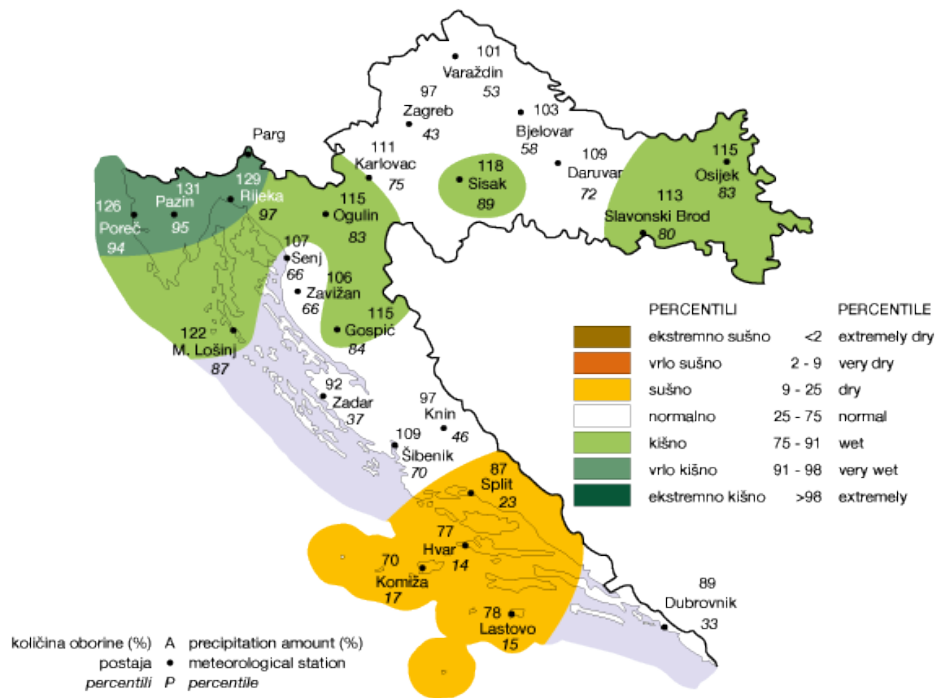 101
Varaždin
53
97
Zagreb
43
103
Bjelovar
58
Parg
111
Karlovac
75
118
Sisak
89
109
Daruvar
72
115
Osijek
83
113
Slavonski Brod
80
126
Poreč
94
131
Pazin
95
129
Rijeka
97
115
Ogulin
83
107
Senj
66
106
Zavižan
66
115
Gospić
84
122
M. Lošinj
87
92
Zadar
37
97
Knin
46
109
Šibenik
70
87
Split
23
77
Hvar
14
70
Komiža
17
78
Lastovo
15
89
Dubrovnik
33
PERCENTILI PERCENTILE
ekstremno sušno <2 extremely dry
vrlo sušno 2 - 9 very dry
sušno 9 - 25 dry
normalno 25 - 75 normal
kišno 75 - 91 wet
vrlo kišno 91 - 98 very wet
ekstremno kišno >98 extremely
količina oborine (%) A precipitation amount (%)
postaja • meteorological station
percentili P percentile